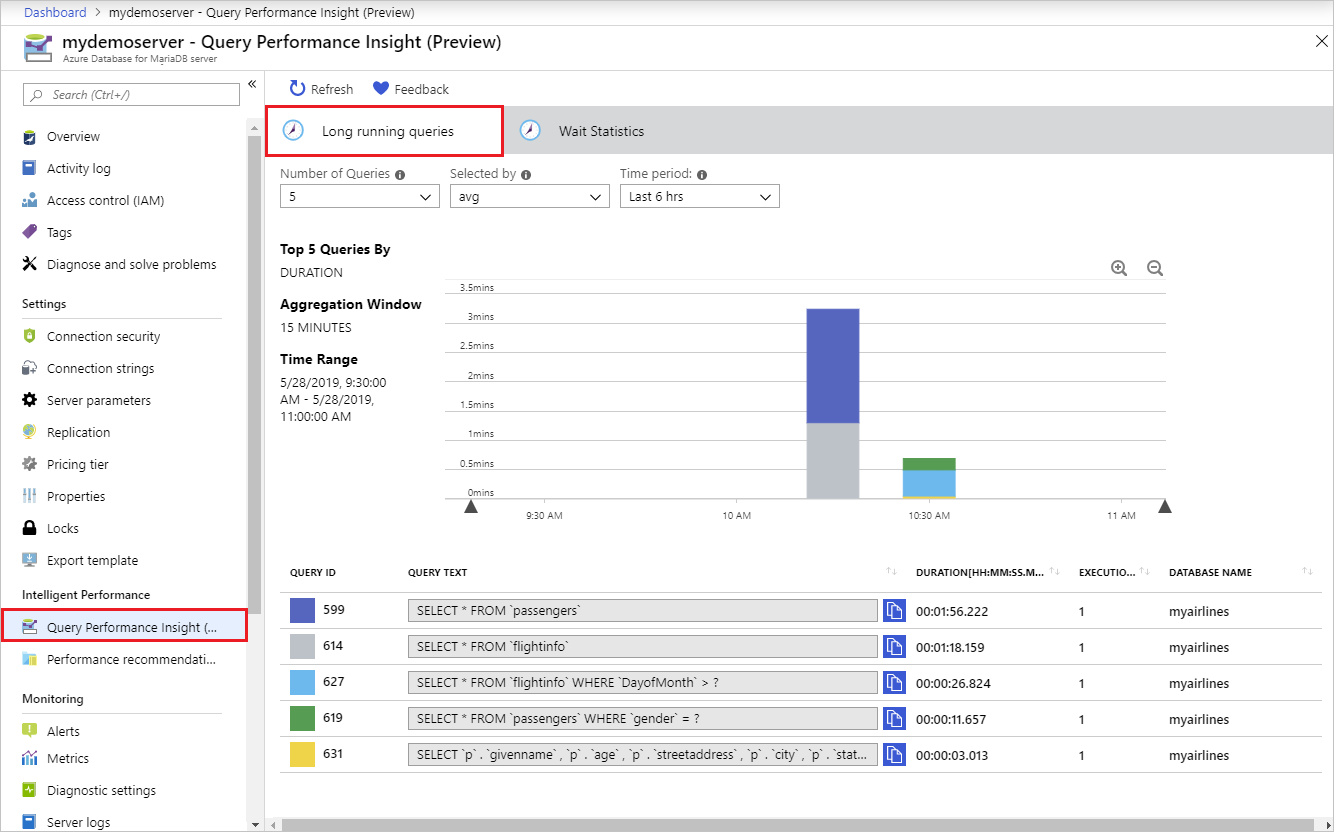 Dashboard > mydemoserver - Query Performance Insight (Preview)
mydemoserver - Query Performance Insight (Preview)
Azure Database for MariaDB server
Search (Ctrl+/)
Overview
Activity log
Access control (IAM)
Tags
Diagnose and solve problems
Settings
Connection security
Connection strings
Server parameters
Replication
Pricing tier
Properties
Locks
Export template
Intelligent Performance
Query Performance Insight (...
Performance recommendati...
Monitoring
Alerts
Metrics
Diagnostic settings
Server logs
Refresh Feedback
Long running queries Wait Statistics
Number of Queries Selected by Time period:
5 avg Last 6 hrs
Top 5 Queries By
DURATION
Aggregation Window
15 MINUTES
Time Range
5/28/2019, 9:30:00
AM - 5/28/2019,
11:00:00 AM
3.5mins
3mins
2.5mins
2mins
1.5mins
1mins
0.5mins
0mins
9:30 AM 10 AM 10:30 AM 11 AM
QUERY ID QUERY TEXT DURATION[HH:MM:SS.M... EXECUTIO... DATABASE NAME
599 SELECT * FROM `passengers` 00:01:56.222 1 myairlines
614 SELECT * FROM `flightinfo` 00:01:18.159 1 myairlines
627 SELECT * FROM `flightinfo` WHERE `DayofMonth` > ? 00:00:26.824 1 myairlines
619 SELECT * FROM `passengers` WHERE `gender` = ? 00:00:11.657 1 myairlines
631 SELECT `p` . `givenname` , `p` . `age` , `p` . `streetaddress` , `p` . `city` , `p` . `stat... 00:00:03.013 1 myairlines